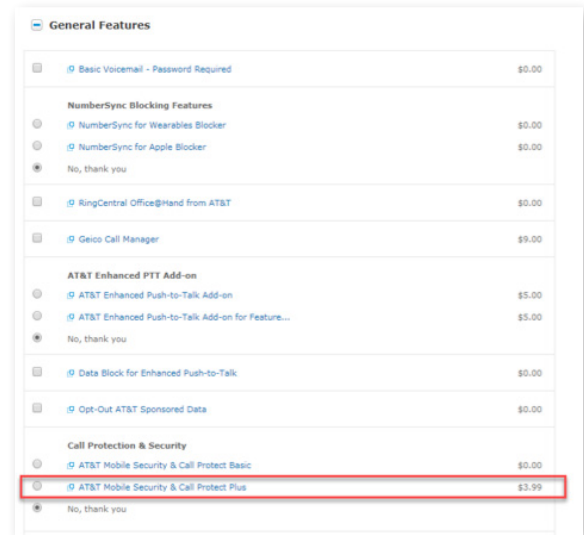 General Features
Basic Voicemail - Password Required $0.00
NumberSync Blocking Features
NumberSync for Wearables Blocker $0.00
NumberSync for Apple Blocker $0.00
No, thank you
RingCentral Office@Hand from AT&T $0.00
Geico Call Manager $9.00
AT&T Enhanced PTT Add-on
AT&T Enhanced Push-to-Talk Add-on $5.00
AT&T Enhanced Push-to-Talk Add-on for Feature... $5.00
No, thank you
Data Block for Enhanced Push-to-Talk $0.00
Opt-Out AT&T Sponsored Data $0.00
Call Protection & Security
AT&T Mobile Security & Call Protect Basic $0.00
AT&T Mobile Security & Call Protect Plus $3.99
No, thank you